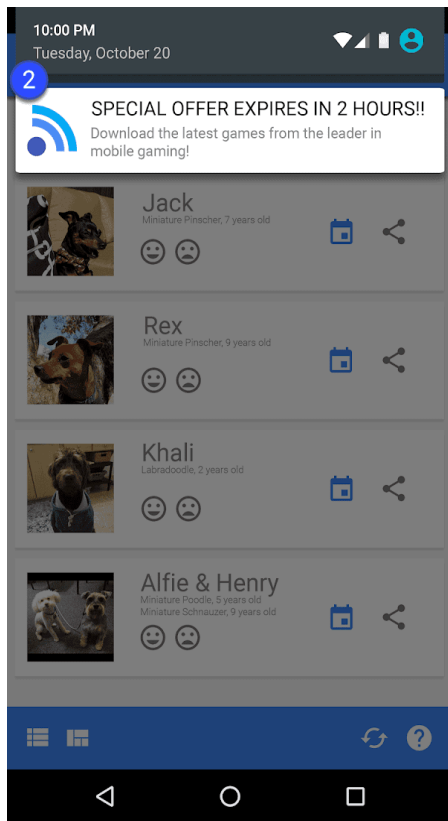 10:00 PM
Tuesday, October 20
2
SPECIAL OFFER EXPIRES IN 2 HOURS!!
Download the latest games from the leader in
mobile gaming!
Jack
Miniature Pinscher, 7 years old
Rex
Miniature Pinscher, 9 years old
Khali
Labradoodle, 2 years old
Alfie & Henry
Miniature Poodle, 5 years old
Miniature Schnauzer, 9 years old
?